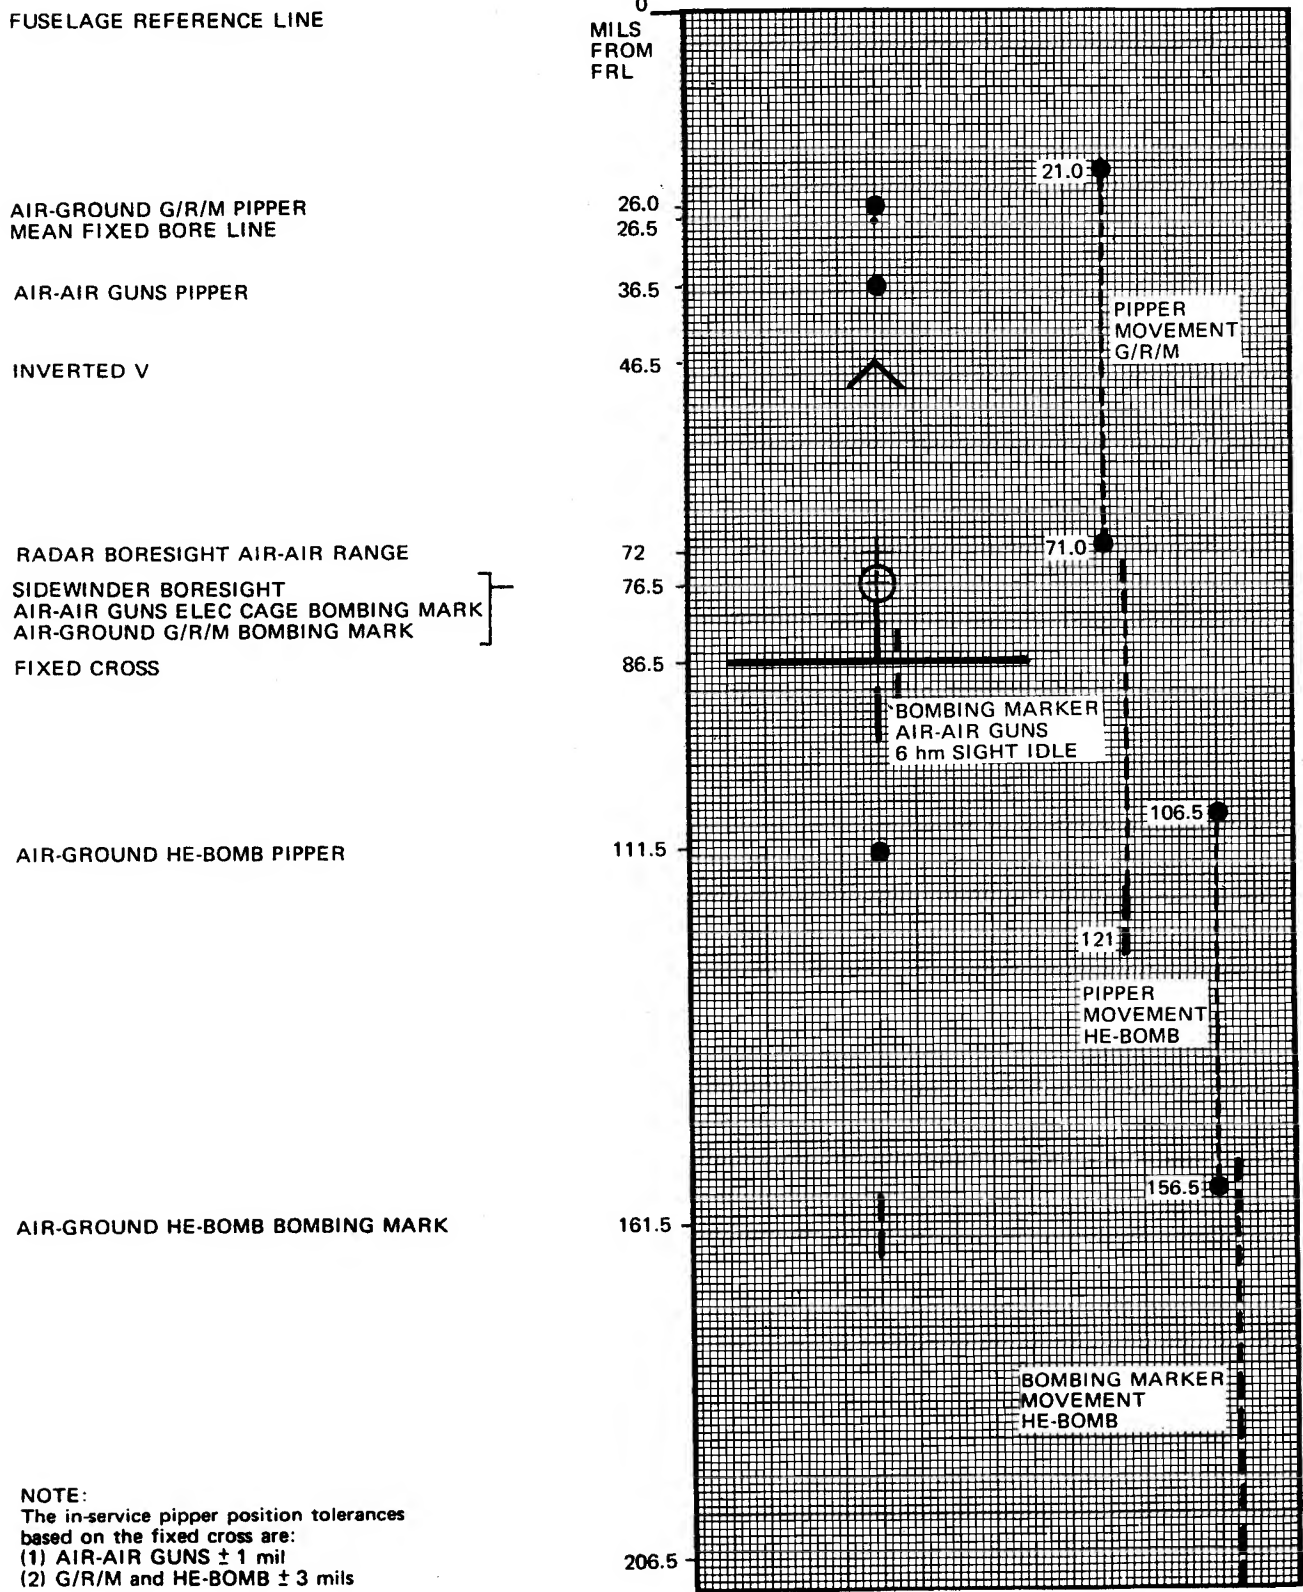 FUSELAGE REFERENCE LINE
0
MILS
FROM
FRL
21.0
AIR-GROUND G/R/M PIPPER
26.0
MEAN FIXED BORE LINE
26.5
AIR-AIR GUNS PIPPER
36.5
PIPPER
MOVEMENT
G/R/M
INVERTED V
46.5
RADAR BORESIGHT AIR-AIR RANGE
72
71.0
SIDEWINDER BORESIGHT
76.5
AIR-AIR GUNS ELEC CAGE BOMBING MARK
AIR-GROUND G/R/M BOMBING MARK
FIXED CROSS
86.5
BOMBING MARKER
AIR-AIR GUNS
6 hm SIGHT IDLE
106.5
AIR-GROUND HE-BOMB PIPPER
111.5
121
PIPPER
MOVEMENT
HE-BOMB
156.5
AIR-GROUND HE-BOMB BOMBING MARK
161.5
BOMBING MARKER
MOVEMENT
HE-BOMB
NOTE:
The in-service pipper position tolerances
based on the fixed cross are:
(1) AIR-AIR GUNS ± 1 mil
(2) G/R/M and HE-BOMB ± 3 mils
206.5